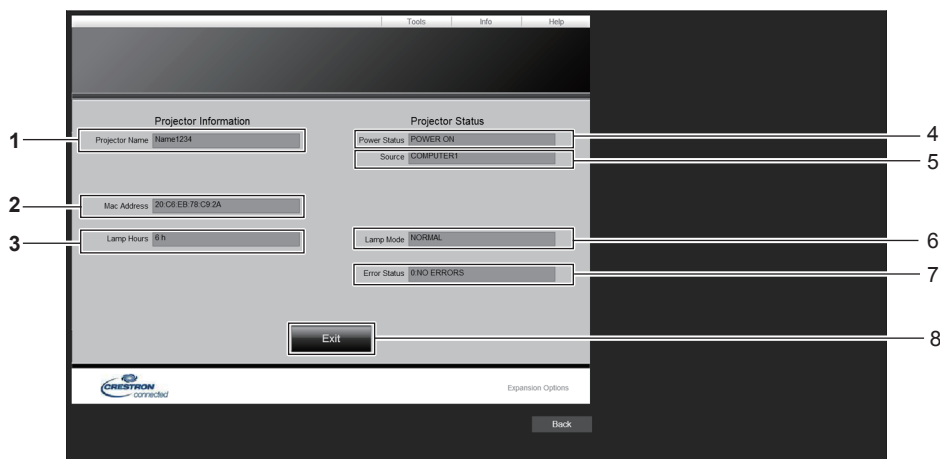 Tools Info Help
Projector Information
Projector Status
1 Projector Name Name1234
Power Status POWER ON 4
Source COMPUTER1 5
2 Mac Address 20:C6:EB:78:C9:2A
3 Lamp Hours 6 h
Lamp Mode NORMAL 6
Error Status 0:NO ERRORS 7
Exit 8
CRESTRON
connected
Expansion Options
Back